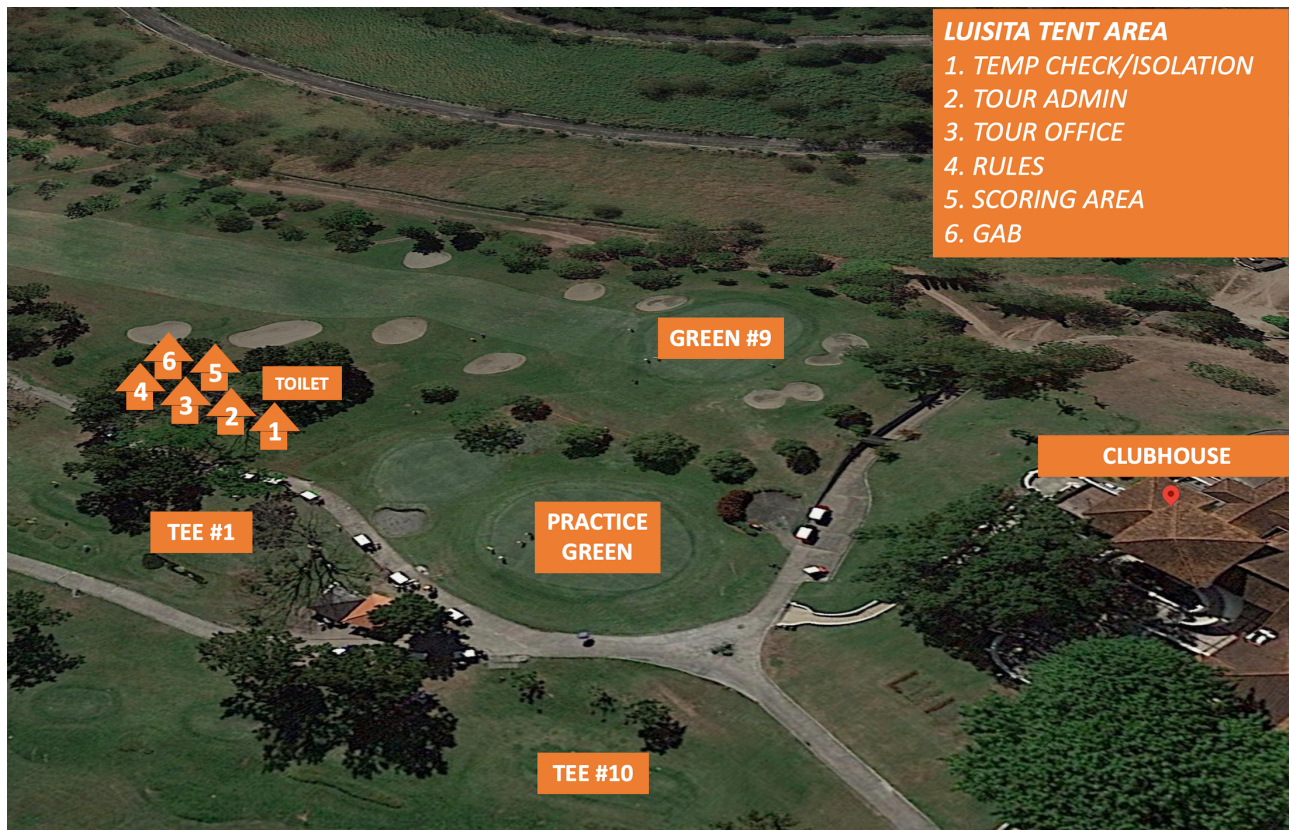 LUISITA TENT AREA
1. TEMP CHECK/ISOLATION
2. TOUR ADMIN
3. TOUR OFFICE
4. RULES
5. SCORING AREA
6. GAB
GREEN #9
6
5
TOILET
4
3
2
1
CLUBHOUSE
TEE #1
PRACTICE
GREEN
TEE #10